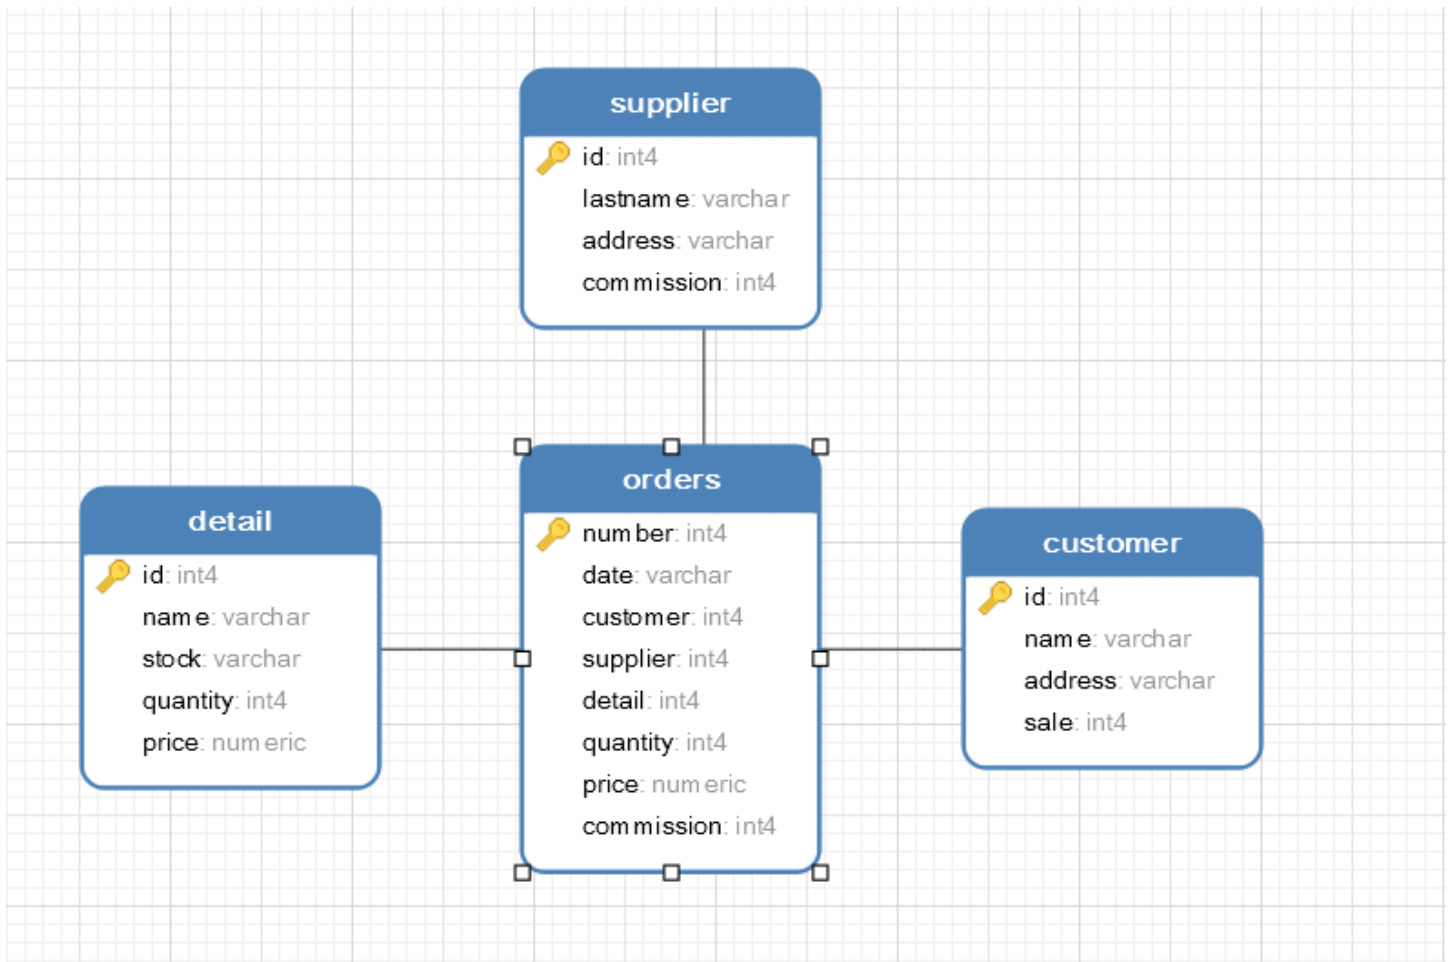 supplier
id: int4
lastname: varchar
address: varchar
commission: int4
orders
number: int4
date: varchar
customer: int4
supplier: int4
detail: int4
quantity: int4
price: numeric
commission: int4
detail
id: int4
name: varchar
stock: varchar
quantity: int4
price: numeric
customer
id: int4
name: varchar
address: varchar
sale: int4